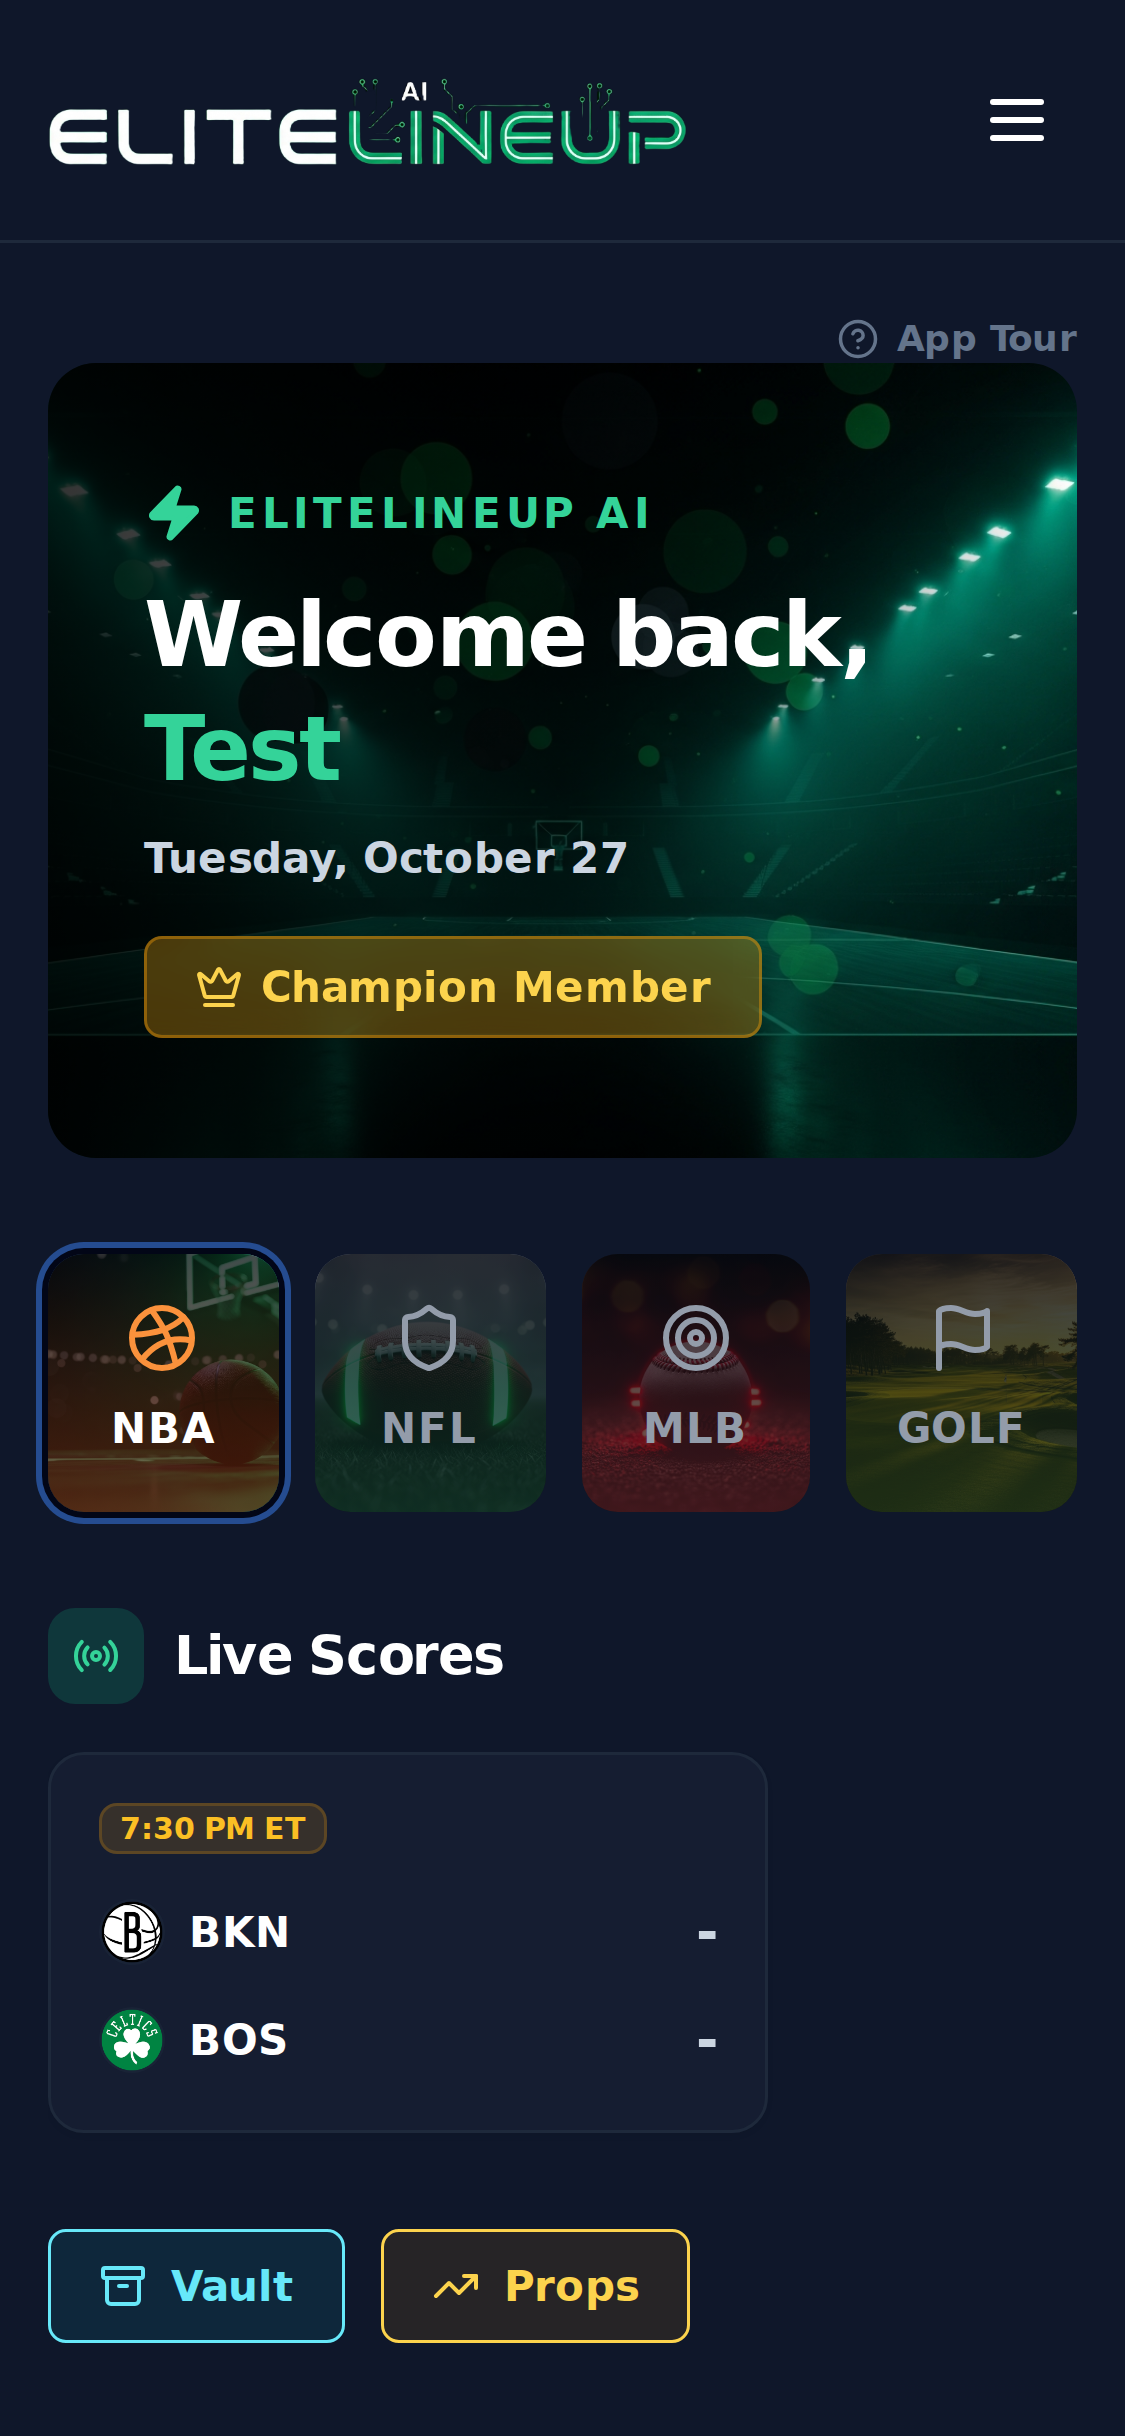 ELITELINEUP AI
App Tour
ELITELINEUP AI
Welcome back,
Test
Tuesday, October 27
Champion Member
NBA
NFL
MLB
GOLF
Live Scores
7:30 PM ET
B
BKN
-
CELTICS
BOS
-
Vault
Props